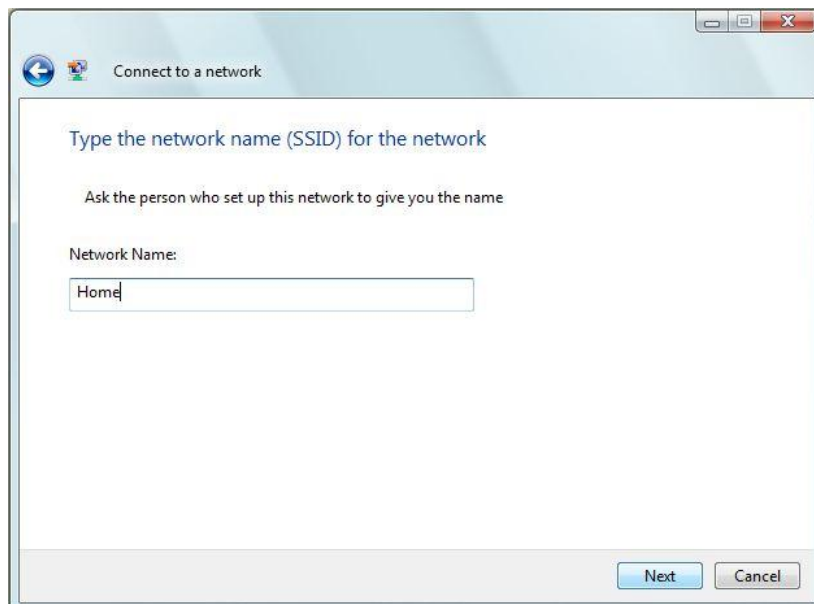 Connect to a network
Type the network name (SSID) for the network
Ask the person who set up this network to give you the name
Network Name:
Home
Next Cancel